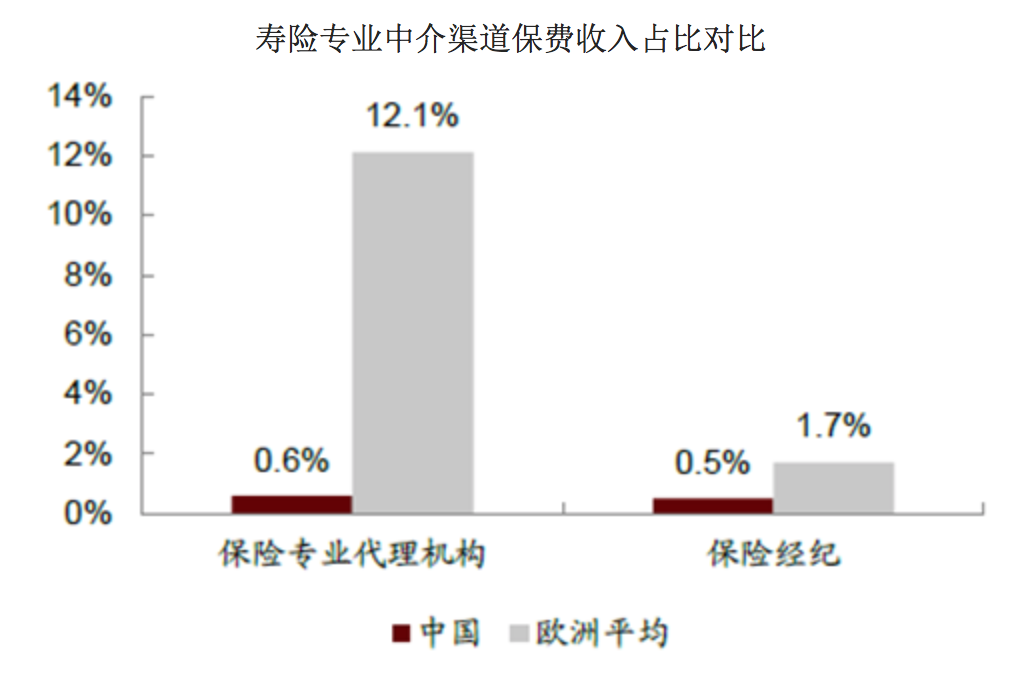 寿险专业中介渠道保费收入占比对比
14%
12%
10%
8%
6%
4%
2%
0%
12.1%
0.6%
1.7%
0.5%
保险专业代理机构
保险经纪
中国
欧洲平均